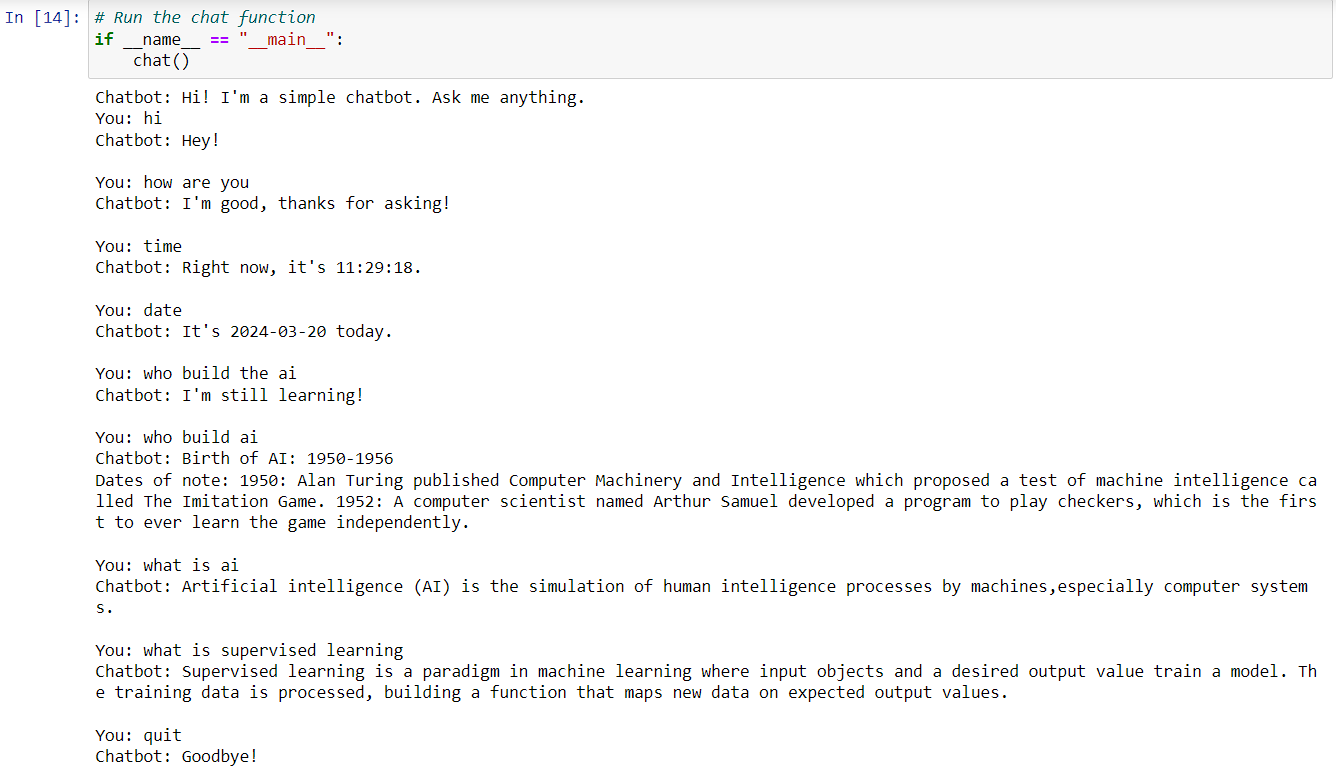 In [14]: # Run the chat function
if __name__ == "__main__":
    chat()
Chatbot: Hi! I'm a simple chatbot. Ask me anything.
You: hi
Chatbot: Hey!
You: how are you
Chatbot: I'm good, thanks for asking!
You: time
Chatbot: Right now, it's 11:29:18.
You: date
Chatbot: It's 2024-03-20 today.
You: who build the ai
Chatbot: I'm still learning!
You: who build ai
Chatbot: Birth of AI: 1950-1956
Dates of note: 1950: Alan Turing published Computer Machinery and Intelligence which proposed a test of machine intelligence ca
lled The Imitation Game. 1952: A computer scientist named Arthur Samuel developed a program to play checkers, which is the firs
t to ever learn the game independently.
You: what is ai
Chatbot: Artificial intelligence (AI) is the simulation of human intelligence processes by machines,especially computer system
s.
You: what is supervised learning
Chatbot: Supervised learning is a paradigm in machine learning where input objects and a desired output value train a model. Th
e training data is processed, building a function that maps new data on expected output values.
You: quit
Chatbot: Goodbye!